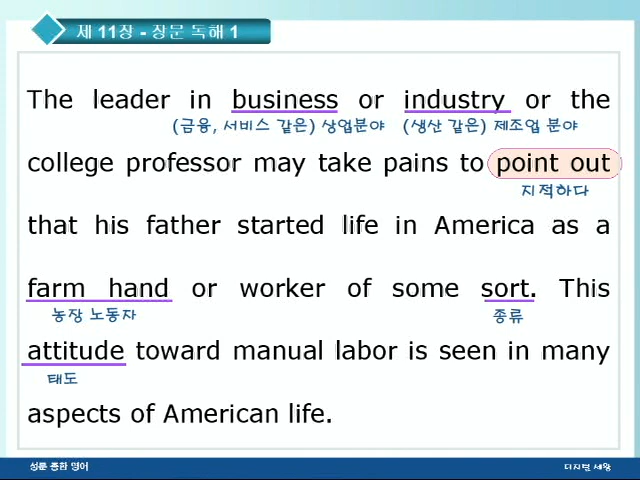 제 11장 - 장문 독해 1
The leader in business or industry or the
(금융, 서비스 같은) 상업분야 (생산 같은) 제조업 분야
college professor may take pains to point out
지적하다
that his father started life in America as a
farm hand or worker of some sort. This
농장 노동자 종류
attitude toward manual labor is seen in many
태도
aspects of American life.
성문 종합 영어 디지털 세왕